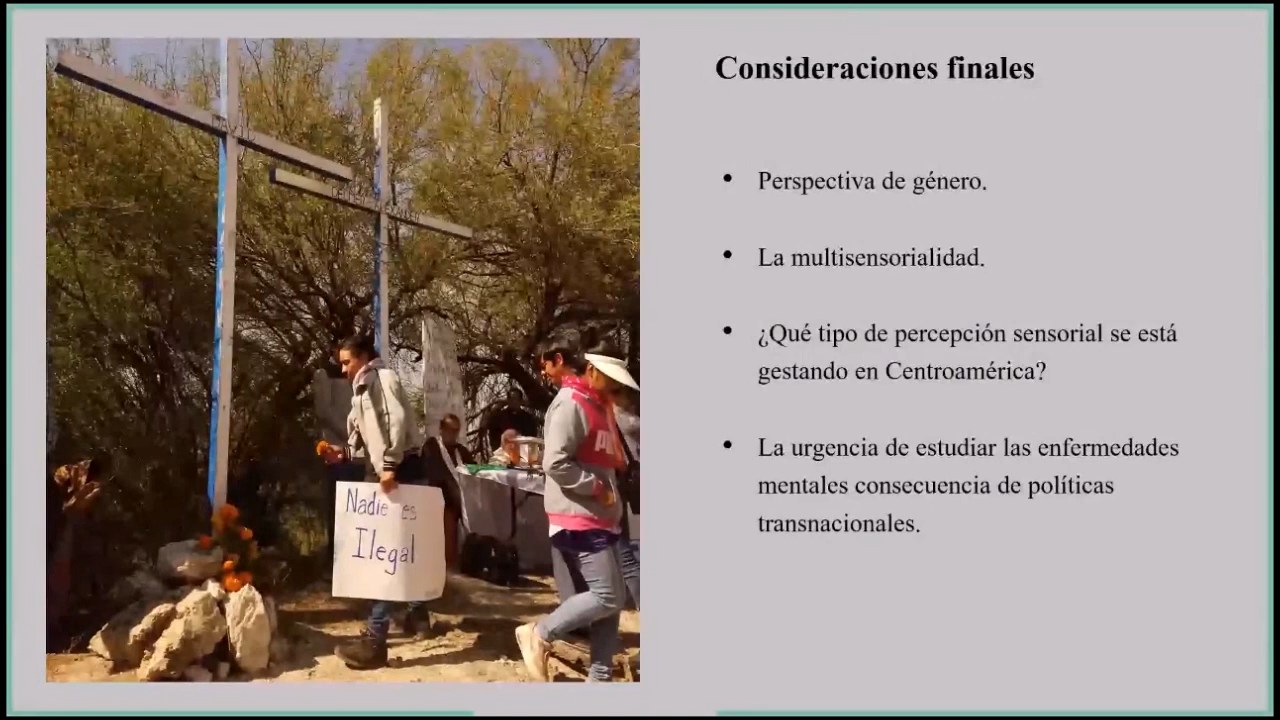 Consideraciones finales
• Perspectiva de género.
• La multisensorialidad.
• ¿Qué tipo de percepción sensorial se está
gestando en Centroamérica?
• La urgencia de estudiar las enfermedades
mentales consecuencia de políticas
transnacionales.
Nadie es
Ilegal